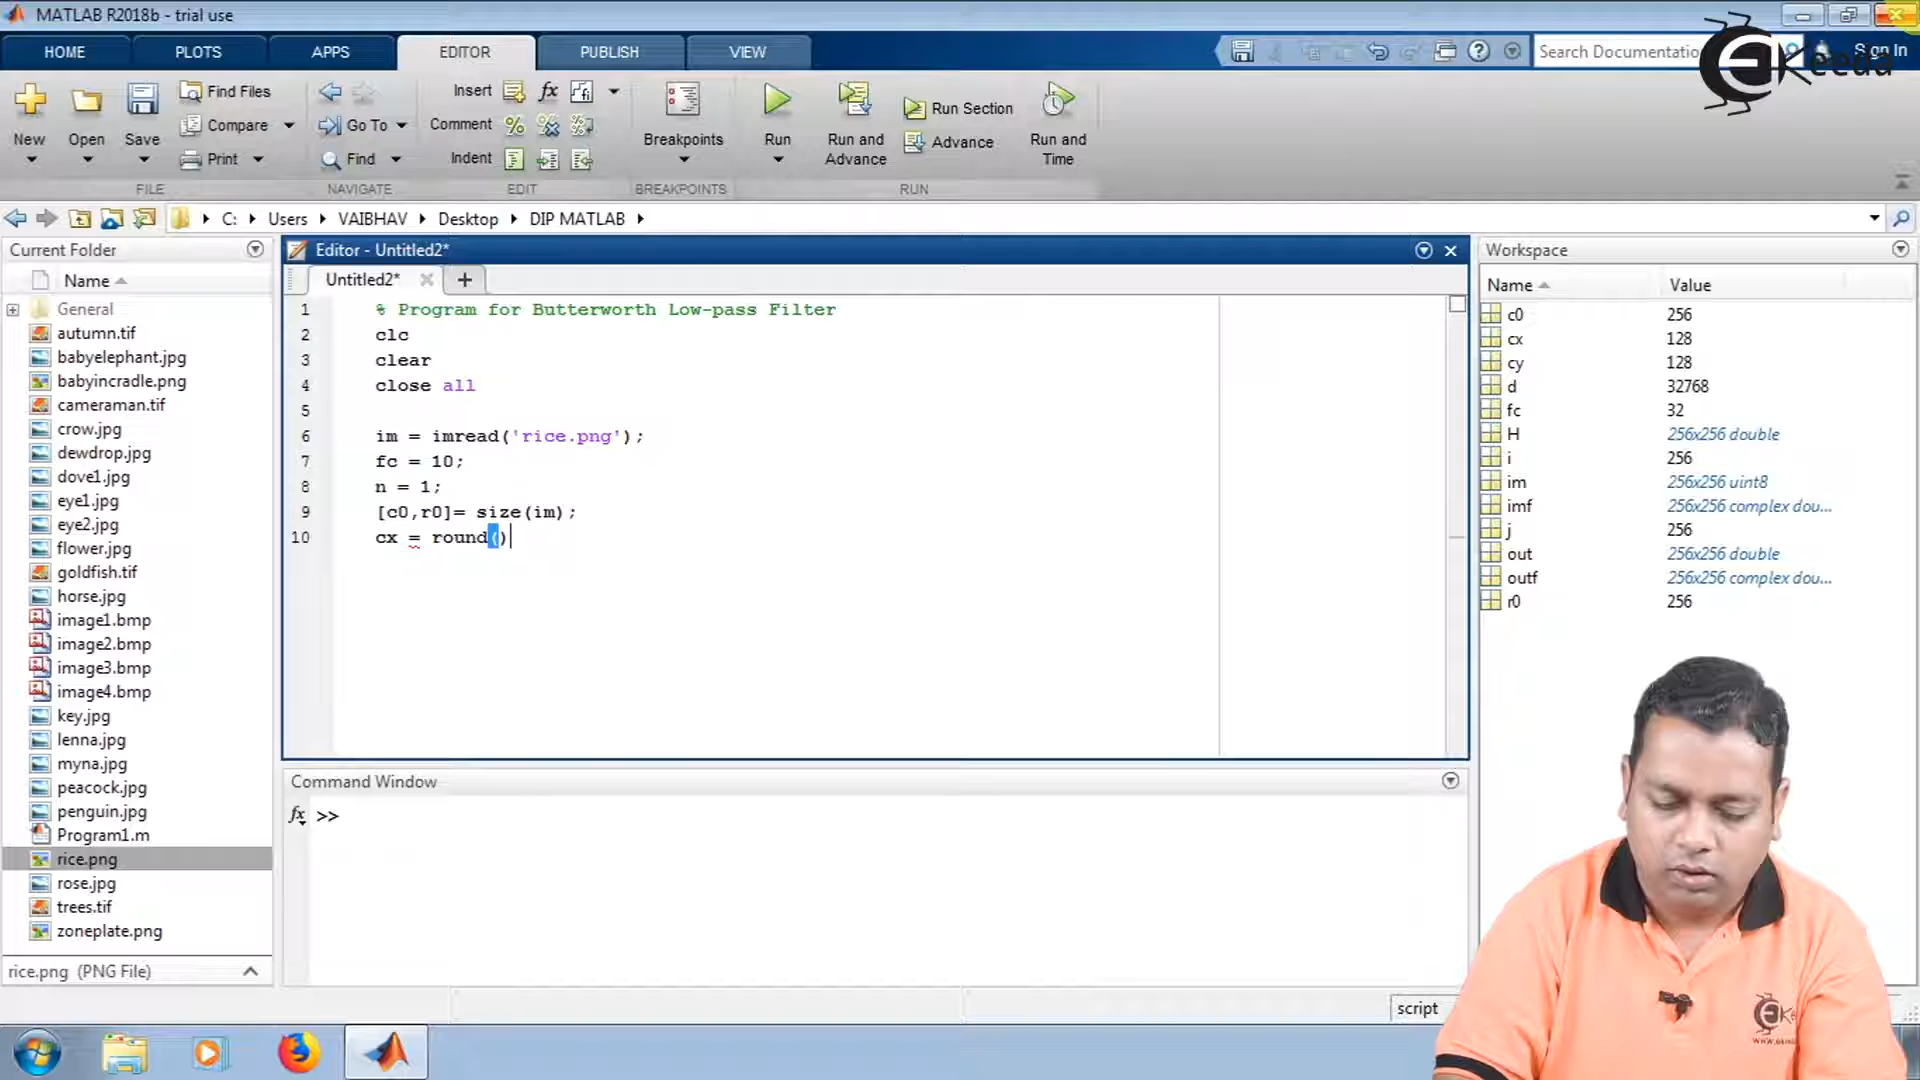 MATLAB R2018b - trial use
HOME PLOTS APPS EDITOR PUBLISH VIEW
Search Documentation
Sign In
New Open Save
Find Files
Compare
Print
FILE
Go To
Find
NAVIGATE
Insert
Comment
Indent
EDIT
Breakpoints
BREAKPOINTS
Run
Run and Advance
Run Section
Advance
Run and Time
RUN
C: Users VAIBHAV Desktop DIP MATLAB
Current Folder
Name
General
autumn.tif
babyelephant.jpg
babyincradle.png
cameraman.tif
crow.jpg
dewdrop.jpg
dove1.jpg
eye1.jpg
eye2.jpg
flower.jpg
goldfish.tif
horse.jpg
image1.bmp
image2.bmp
image3.bmp
image4.bmp
key.jpg
lenna.jpg
myna.jpg
peacock.jpg
penguin.jpg
Program1.m
rice.png
rose.jpg
trees.tif
zoneplate.png
rice.png (PNG File)
Editor - Untitled2*
Untitled2*
1 % Program for Butterworth Low-pass Filter
2 clc
3 clear
4 close all
5
6 im = imread('rice.png');
7 fc = 10;
8 n = 1;
9 [c0,r0]= size(im);
10 cx = round()
Command Window
fx >>
Workspace
Name Value
c0 256
cx 128
cy 128
d 32768
fc 32
H 256x256 double
i 256
im 256x256 uint8
imf 256x256 complex dou...
j 256
out 256x256 double
outf 256x256 complex dou...
r0 256
script